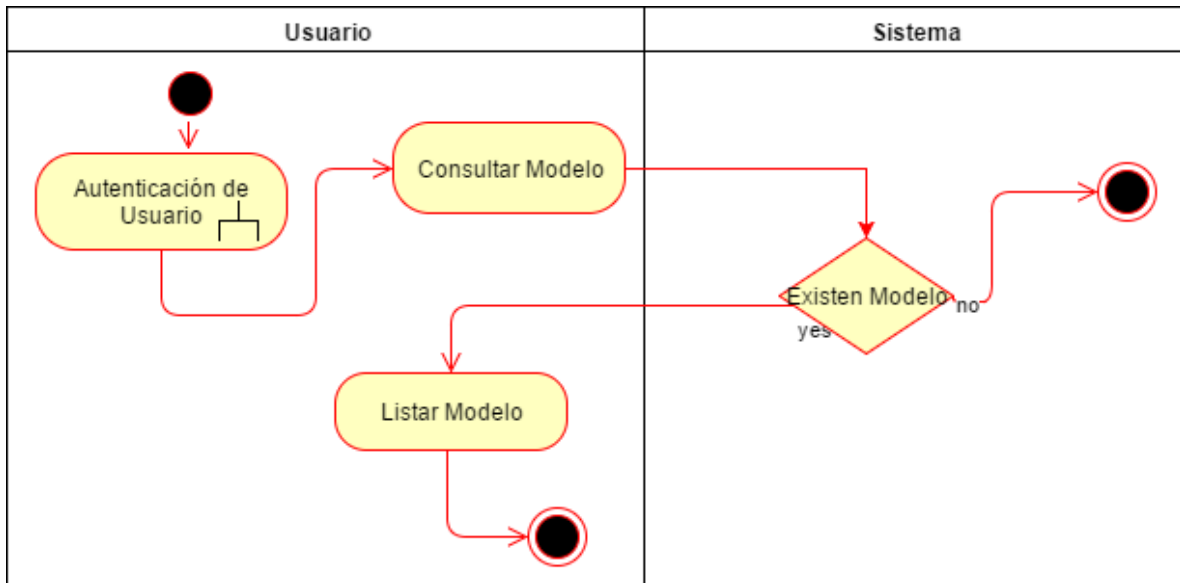 Usuario
Sistema
Autenticación de
Usuario
Consultar Modelo
Existen Modelo
no
yes
Listar Modelo